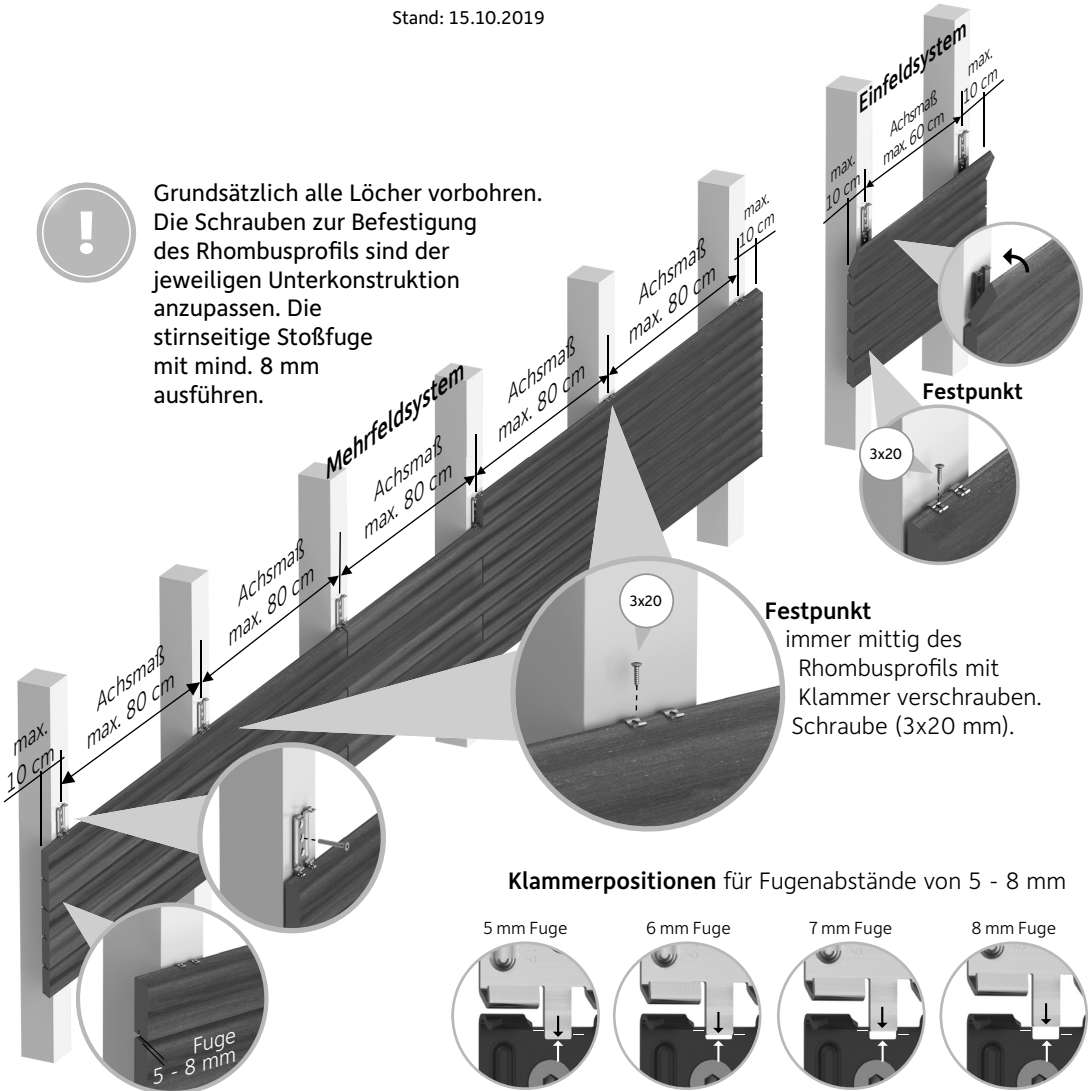 Stand: 15.10.2019
!
Grundsätzlich alle Löcher vorbohren.
Die Schrauben zur Befestigung
des Rhombusprofils sind der
jeweiligen Unterkonstruktion
anzupassen. Die
stirnseitige Stoßfuge
mit mind. 8 mm
ausführen.
Einfeldsystem
max.
10 cm
Achsmaß
max. 60 cm
max.
10 cm
Festpunkt
3x20
Mehrfeldsystem
max.
10 cm
Achsmaß
max. 80 cm
Achsmaß
max. 80 cm
Achsmaß
max. 80 cm
Achsmaß
max. 80 cm
Achsmaß
max. 80 cm
max.
10 cm
3x20
Festpunkt
immer mittig des
Rhombusprofils mit
Klammer verschrauben.
Schraube (3x20 mm).
Fuge
5 - 8 mm
Klammerpositionen für Fugenabstände von 5 - 8 mm
5 mm Fuge
6 mm Fuge
7 mm Fuge
8 mm Fuge